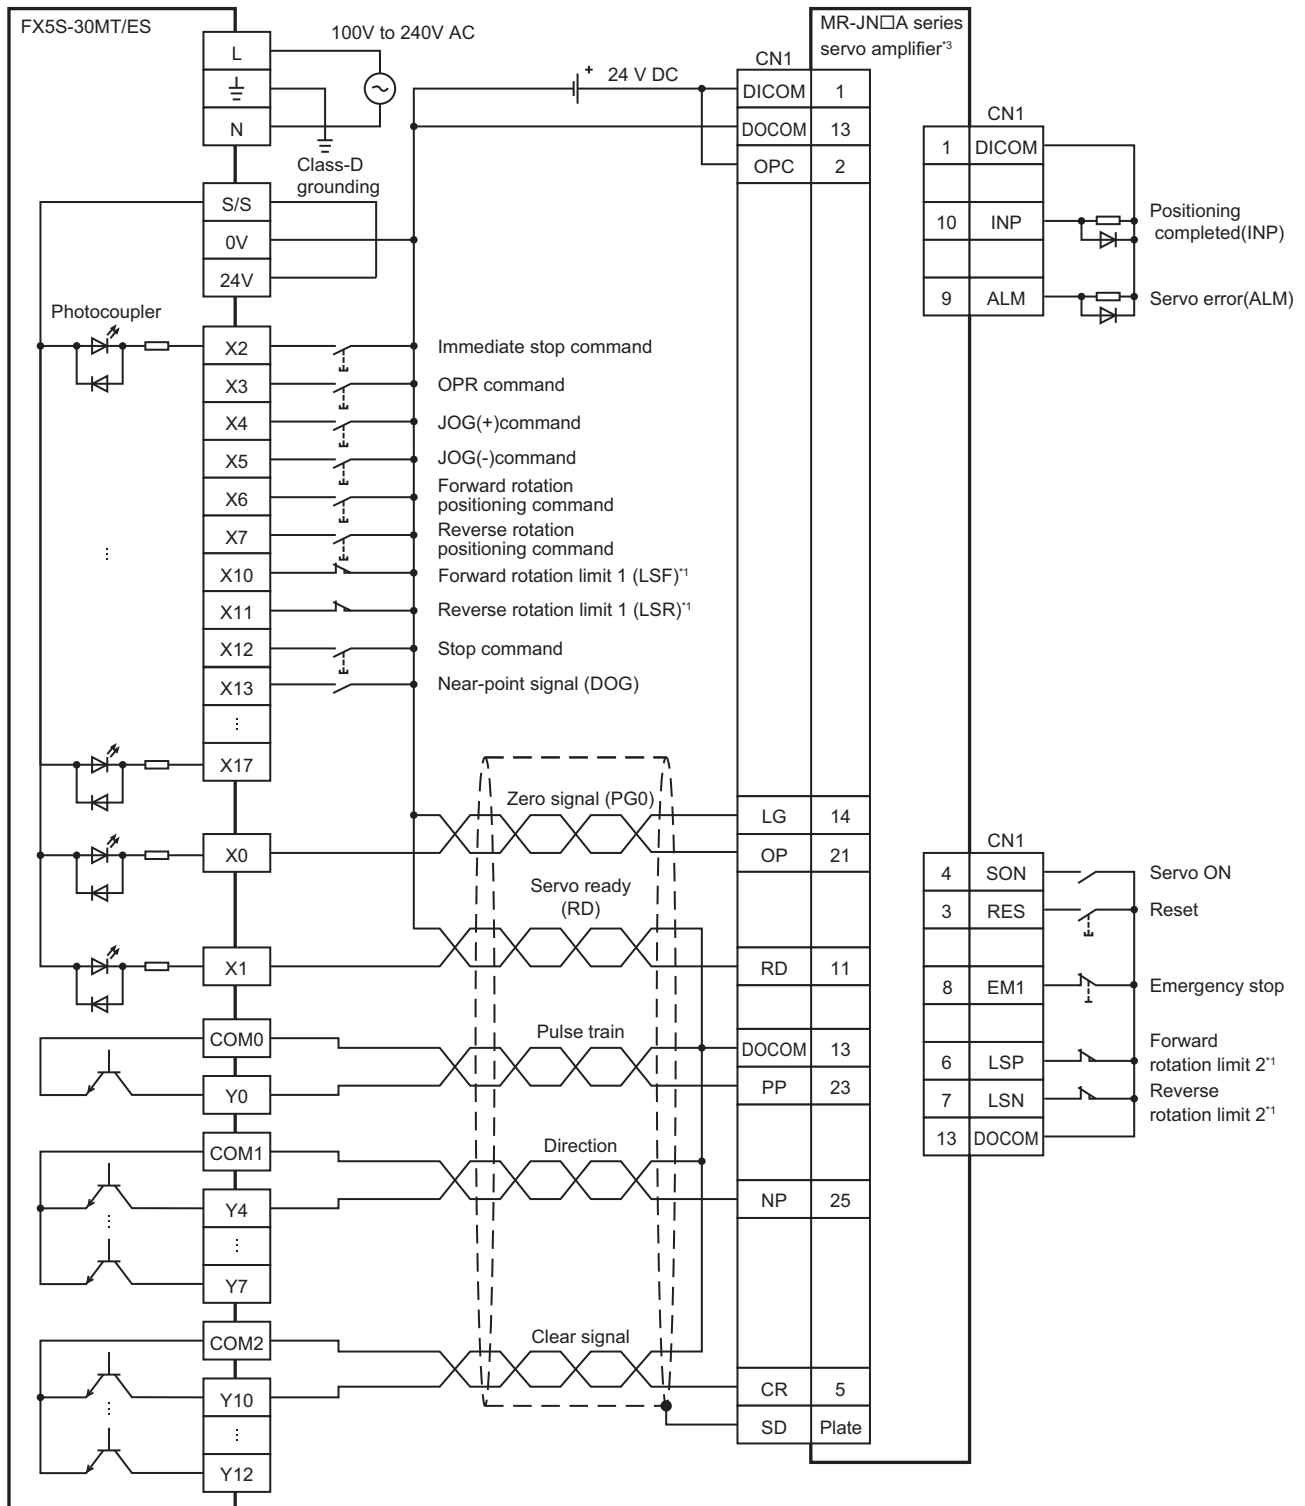 FX5S-30MT/ES
L
N
100V to 240V AC
Class-D
grounding
S/S
0V
24V
Photocoupler
X2
Immediate stop command
X3
OPR command
X4
JOG(+)command
X5
JOG(-)command
X6
Forward rotation
positioning command
X7
Reverse rotation
positioning command
X10
Forward rotation limit 1 (LSF)*1
X11
Reverse rotation limit 1 (LSR)*1
X12
Stop command
X13
Near-point signal (DOG)
X17
X0
Zero signal (PG0)
X1
Servo ready
(RD)
COM0
Y0
Pulse train
COM1
Y4
Y7
Direction
COM2
Y10
Y12
Clear signal
+ 24 V DC
MR-JN□A series
servo amplifier*3
CN1
DICOM 1
DOCOM 13
OPC 2
LG 14
OP 21
RD 11
DOCOM 13
PP 23
NP 25
CR 5
SD Plate
CN1
1 DICOM
10 INP
Positioning
completed(INP)
9 ALM
Servo error(ALM)
CN1
4 SON
Servo ON
3 RES
Reset
8 EM1
Emergency stop
6 LSP
Forward
rotation limit 2*1
7 LSN
Reverse
rotation limit 2*1
13 DOCOM